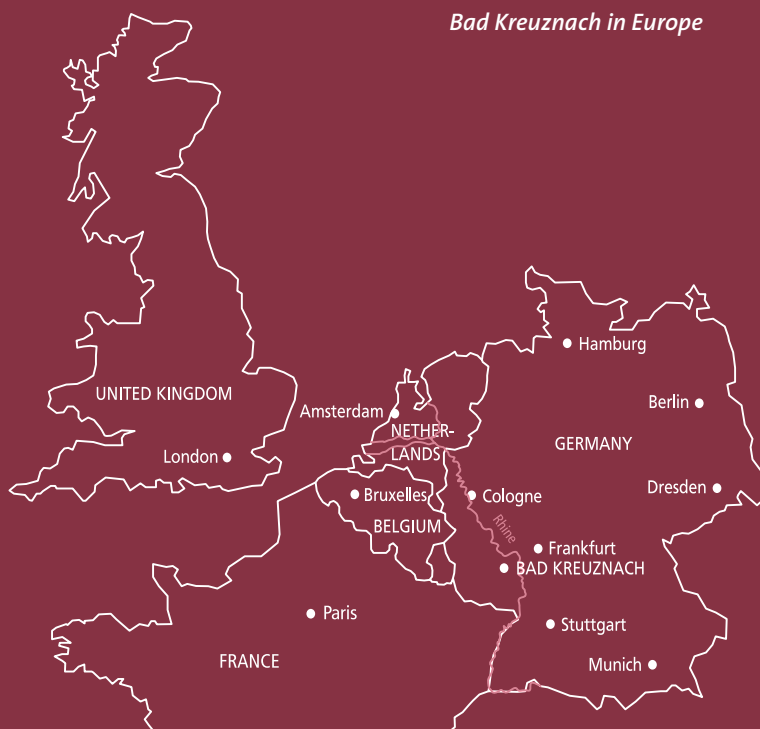 Bad Kreuznach in Europe
Hamburg
UNITED KINGDOM
Berlin
Amsterdam
NETHER-
LANDS
GERMANY
London
Dresden
Bruxelles
Cologne
BELGIUM
Rhine
Frankfurt
BAD KREUZNACH
Paris
Stuttgart
FRANCE
Munich